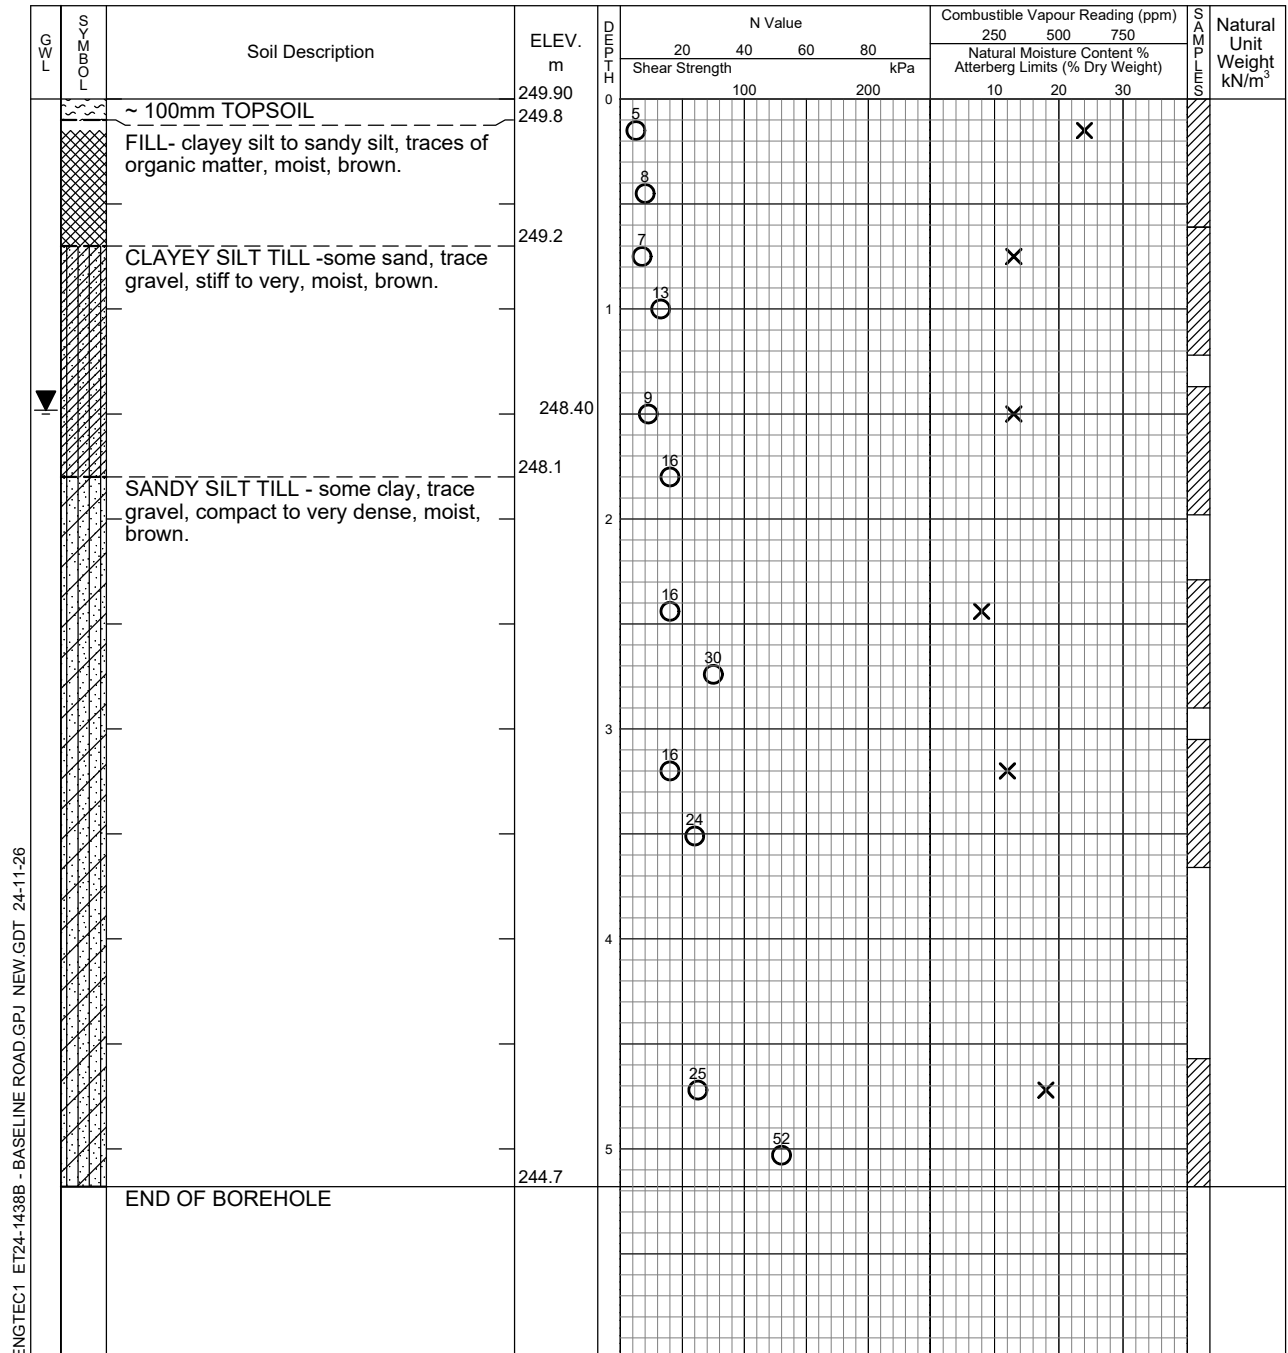 GWL
SYMBOL
Soil Description
ELEV.
m
DEPTH
N Value
20 40 60 80
Shear Strength kPa
100 200
Combustible Vapour Reading (ppm)
250 500 750
Natural Moisture Content %
Atterberg Limits (% Dry Weight)
10 20 30
SAMPLES
Natural
Unit
Weight
kN/m³
249.90
0
~ 100mm TOPSOIL
249.8
5
FILL- clayey silt to sandy silt, traces of
organic matter, moist, brown.
8
249.2
7
CLAYEY SILT TILL -some sand, trace
gravel, stiff to very, moist, brown.
13
1
9
248.40
16
248.1
SANDY SILT TILL - some clay, trace
gravel, compact to very dense, moist,
brown.
2
16
30
3
16
24
4
25
52
5
244.7
END OF BOREHOLE
ENGTEC1 ET24-1438B - BASELINE ROAD.GPJ NEW.GDT 24-11-26